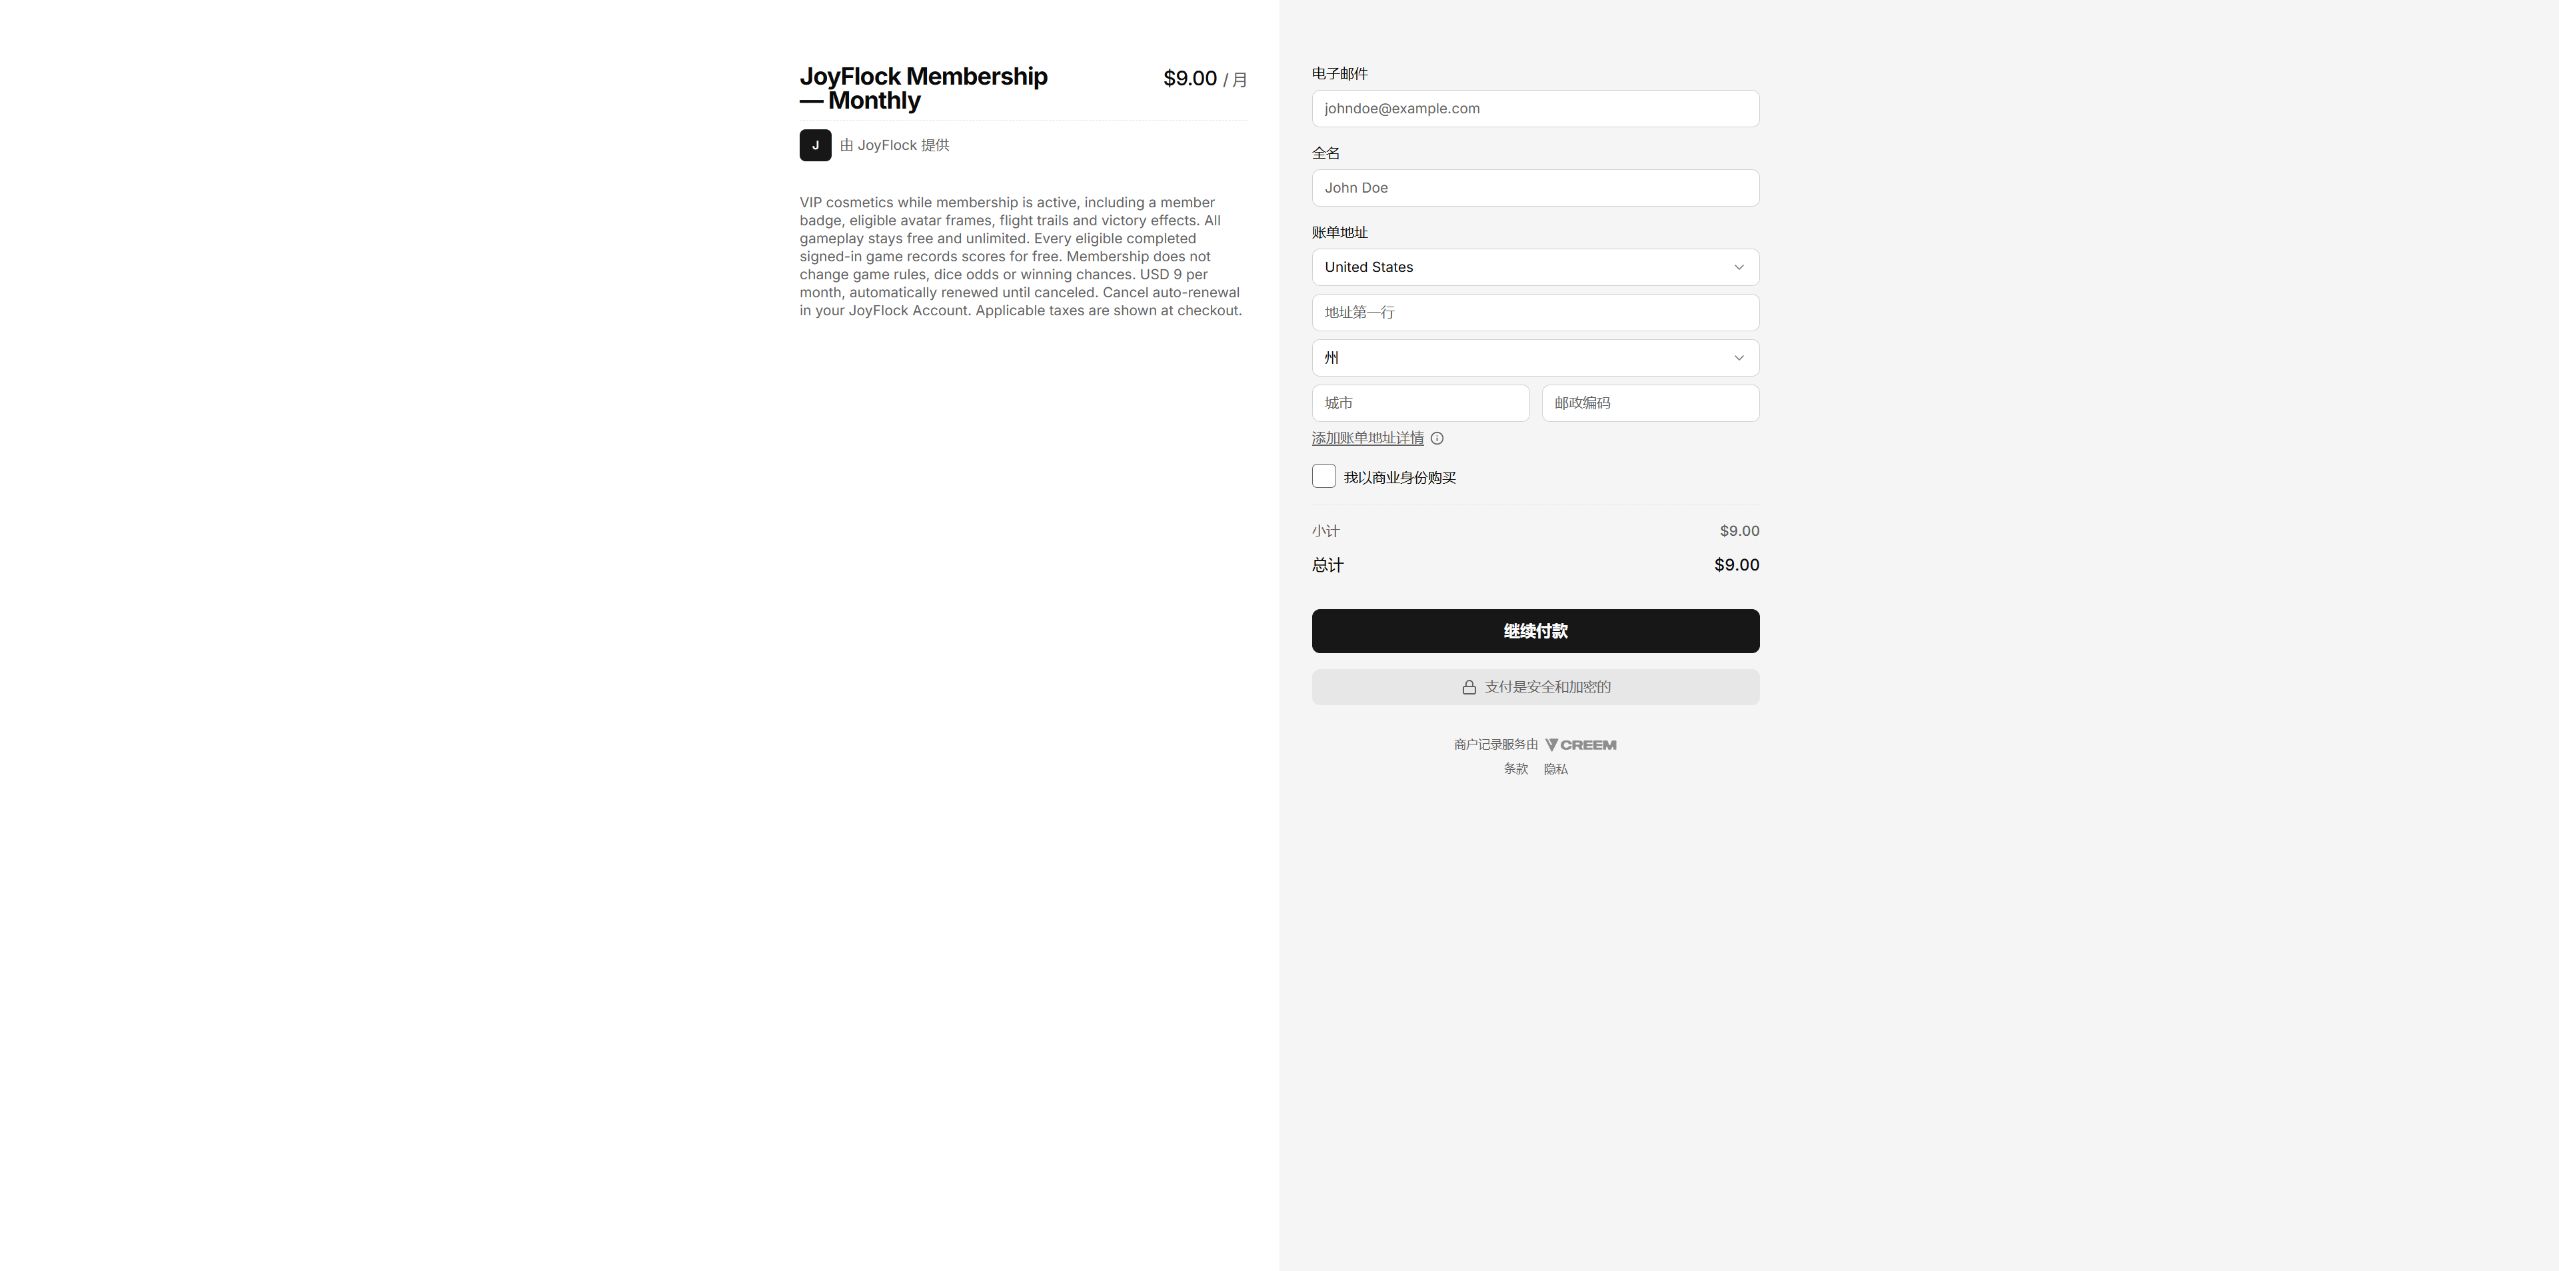 JoyFlock Membership
— Monthly
$9.00 / 月
J
由 JoyFlock 提供
VIP cosmetics while membership is active, including a member
badge, eligible avatar frames, flight trails and victory effects. All
gameplay stays free and unlimited. Every eligible completed
signed-in game records scores for free. Membership does not
change game rules, dice odds or winning chances. USD 9 per
month, automatically renewed until canceled. Cancel auto-renewal
in your JoyFlock Account. Applicable taxes are shown at checkout.
电子邮件
johndoe@example.com
全名
John Doe
账单地址
United States
地址第一行
州
城市
邮政编码
添加账单地址详情
我以商业身份购买
小计 $9.00
总计 $9.00
继续付款
支付是安全和加密的
商户记录服务由 CREEM
条款 隐私